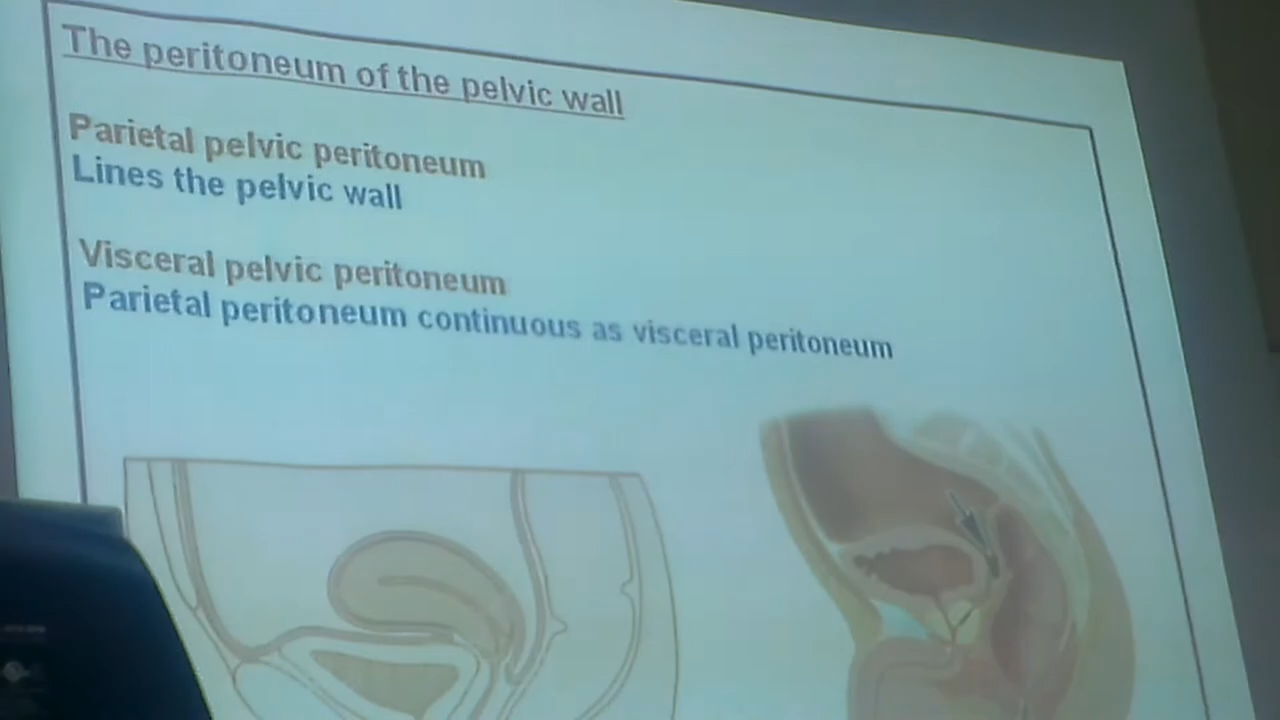 The peritoneum of the pelvic wall
Parietal pelvic peritoneum
Lines the pelvic wall
Visceral pelvic peritoneum
Parietal peritoneum continuous as visceral peritoneum